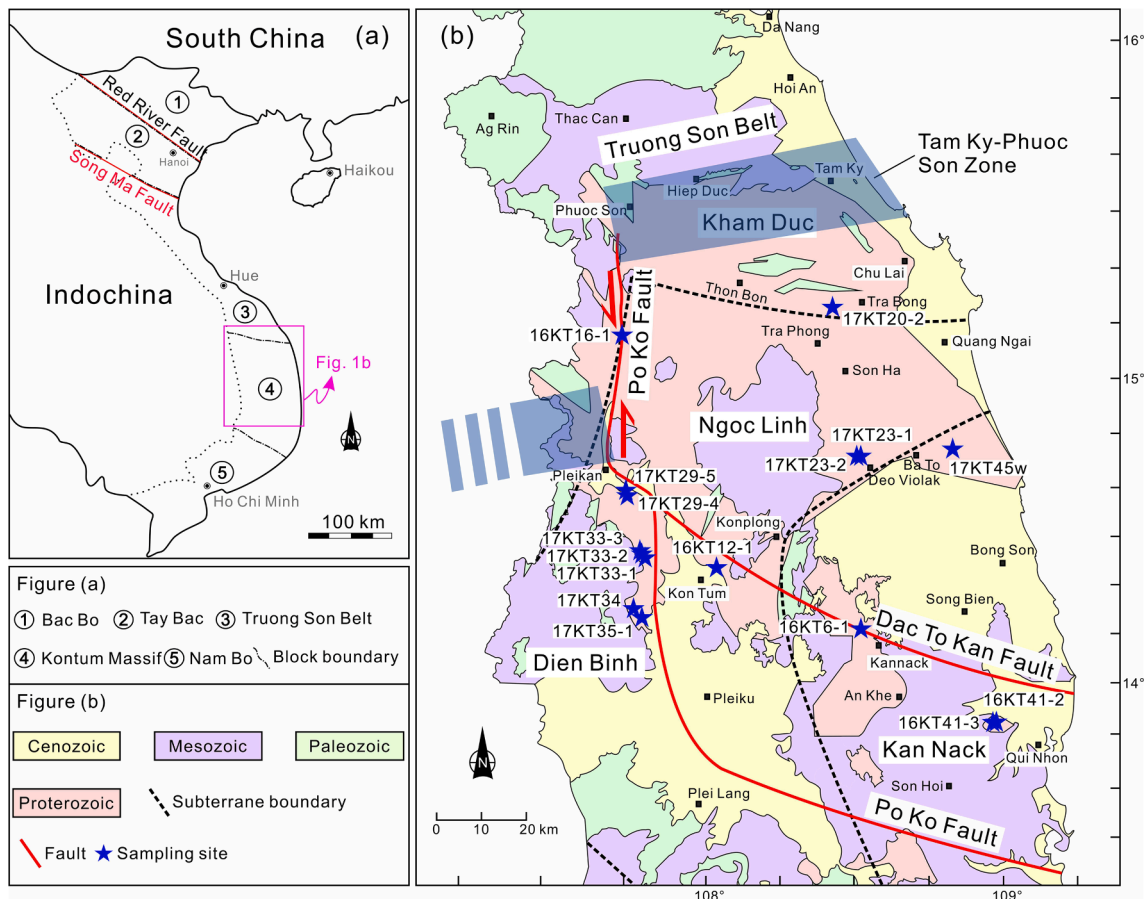 South China
(a)
Red River Fault
1
2
Hanoi
Song Ma Fault
Haikou
Hue
Indochina
3
Fig. 1b
4
N
5
Ho Chi Minh
100 km
Figure (a)
1 Bac Bo 2 Tay Bac 3 Truong Son Belt
4 Kontum Massif 5 Nam Bo Block boundary
Figure (b)
Cenozoic Mesozoic Paleozoic
Proterozoic Subterrane boundary
Fault Sampling site
(b)
Da Nang
16°
Hoi An
Ag Rin
Thac Can
Truong Son Belt
Tam Ky-Phuoc
Son Zone
Tam Ky
Hiep Duc
Phuoc Son
Kham Duc
Chu Lai
Thon Bon
Tra Bong
17KT20-2
16KT16-1
Po Ko Fault
Tra Phong
Quang Ngai
15°
Son Ha
Ngoc Linh
17KT23-1
17KT23-2
Ba To
17KT45w
Deo Violak
Pleikan
17KT29-5
17KT29-4
Konplong
17KT33-3
17KT33-2
17KT33-1
16KT12-1
Bong Son
Kon Tum
17KT34
17KT35-1
Song Bien
16KT6-1
Dac To Kan Fault
Dien Binh
Kannack
14°
Pleiku
An Khe
16KT41-2
16KT41-3
Kan Nack
Qui Nhon
N
Son Hoi
Plei Lang
0 10 20 km
Po Ko Fault
108°
109°